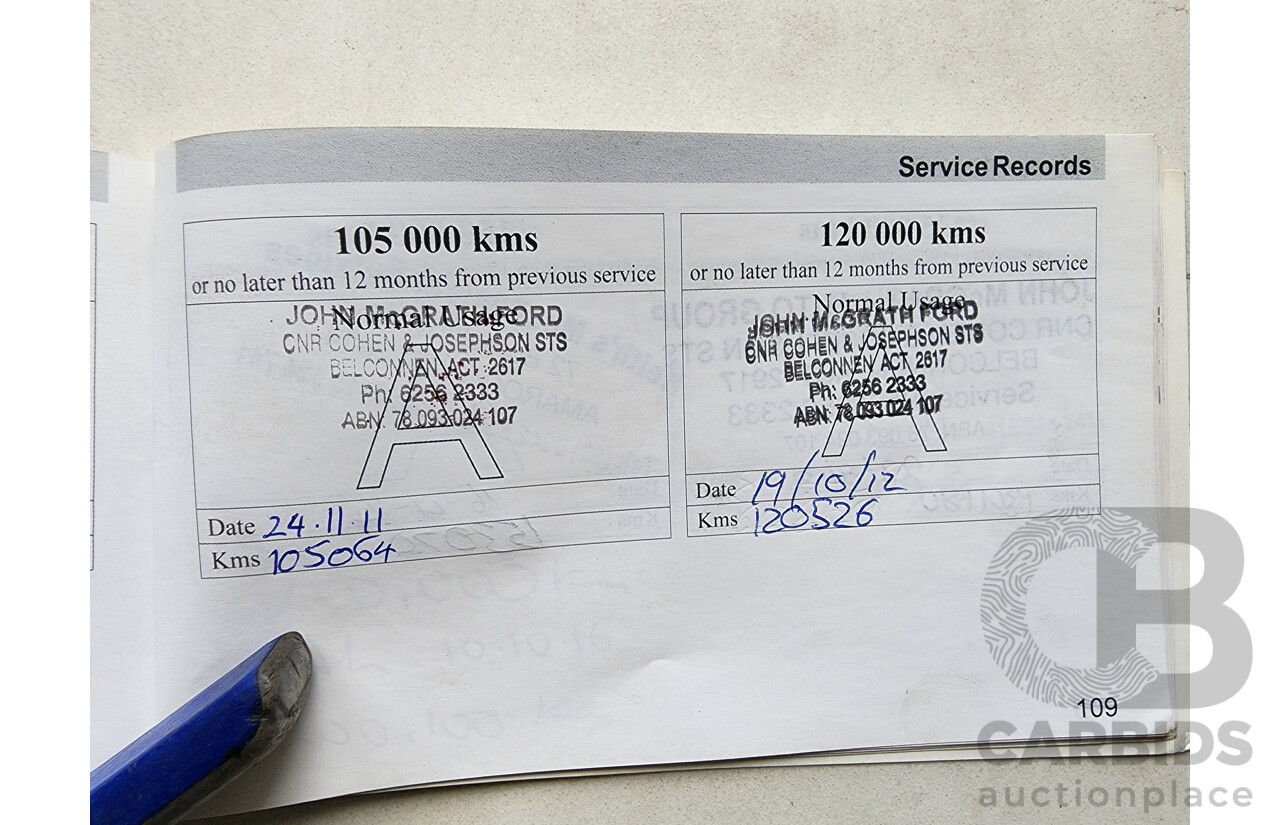 Service Records
105 000 kms
or no later than 12 months from previous service
Normal Usage
JOHN McGRATH FORD
CNR COHEN & JOSEPHSON STS
BELCONNEN, ACT 2617
Ph: 6256 2333
ABN: 78 093 024 107
A
Date 24.11.11
Kms 105064
120 000 kms
or no later than 12 months from previous service
Normal Usage
JOHN McGRATH FORD
CNR COHEN & JOSEPHSON STS
BELCONNEN ACT 2617
Ph: 6256 2333
ABN: 78 093 024 107
A
Date 19/10/12
Kms 120526
109
CB
CARBIDS
auctionplace